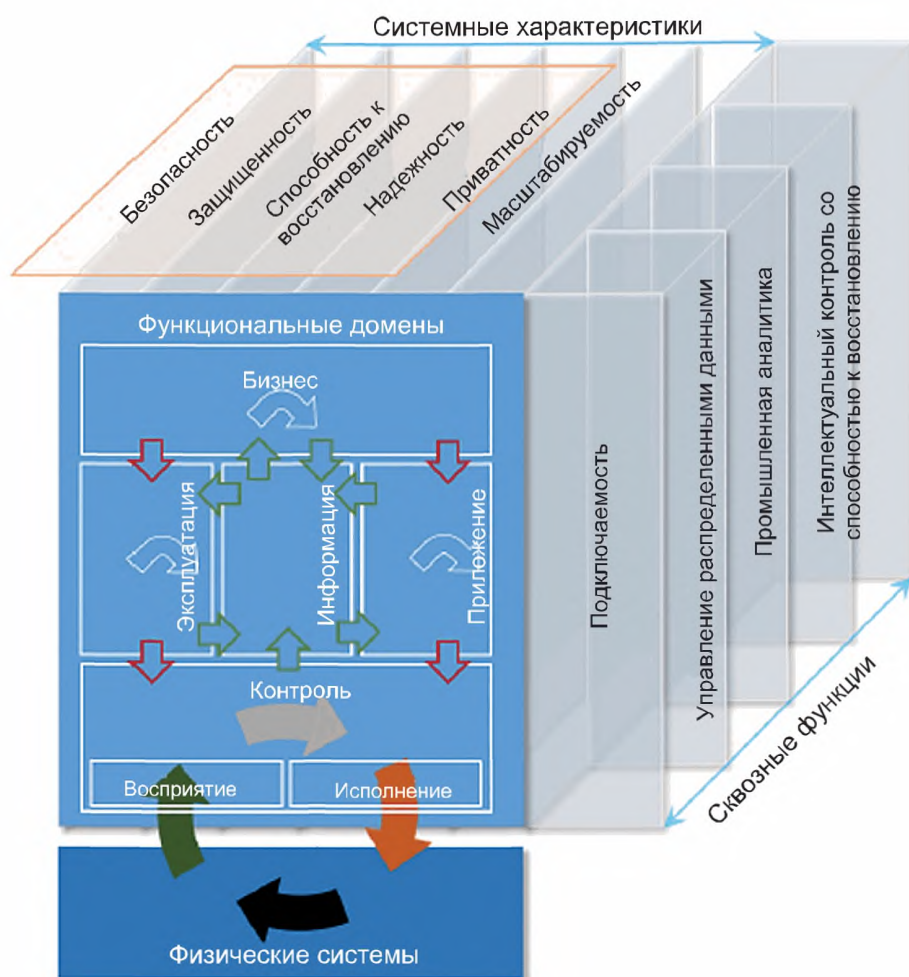 Системные характеристики
Безопасность
Защищенность
Способность к
восстановлению
Надежность
Приватность
Масштабируемость
Функциональные домены
Бизнес
Эксплуатация
Информация
Приложение
Контроль
Восприятие
Исполнение
Физические системы
Подключаемость
Управление распределенными данными
Промышленная аналитика
Интеллектуальный контроль со
способностью к восстановлению
Сквозные функции